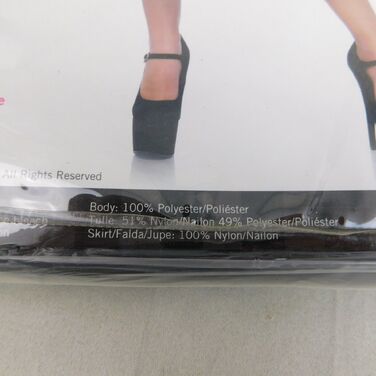 e
All Rights Reserved
Body: 100% Polyester/Poliéster
Tulle: 51% Nylon/Nailon 49% Polyester/Poliéster
Skirt/Falda/Jupe: 100% Nylon/Nailon